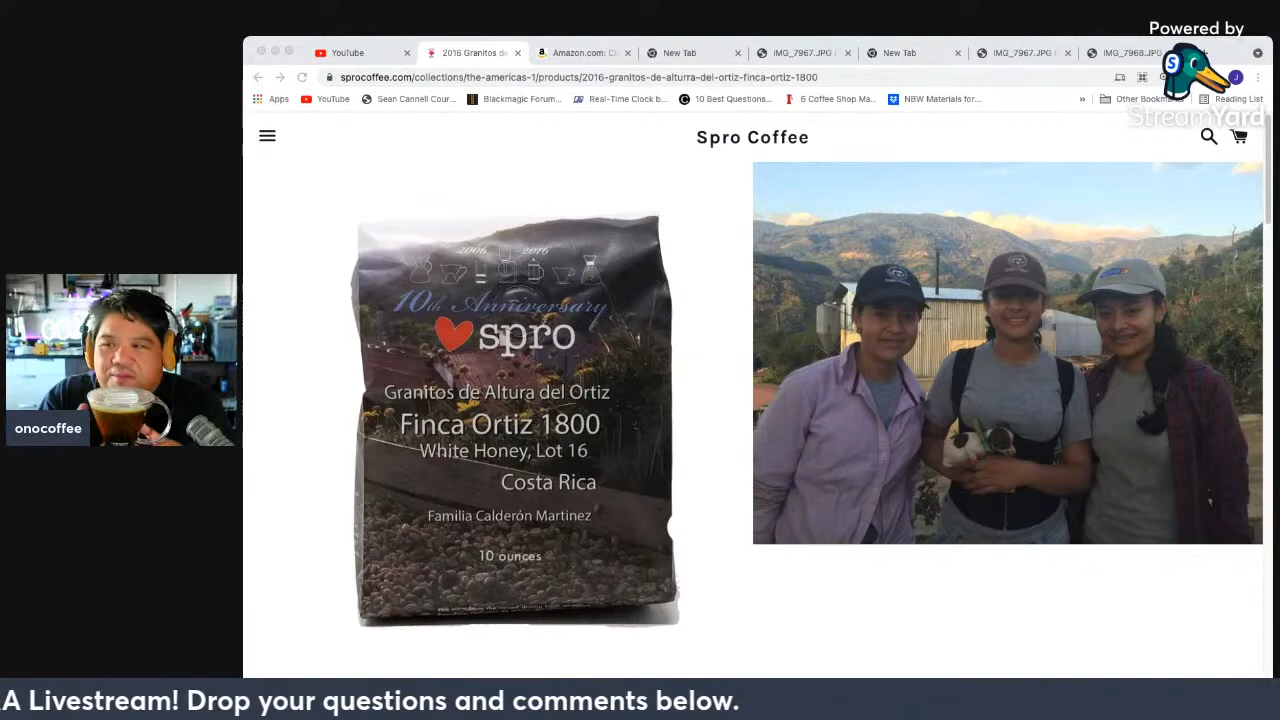 Powered by
StreamYard
YouTube
2016 Granitos de
Amazon.com:
New Tab
IMG_7967.JPG
New Tab
IMG_7967.JPG
IMG_7968.JPG
sprocoffee.com/collections/the-americas-1/products/2016-granitos-de-alturra-del-ortiz-finca-ortiz-1800
J
Apps
YouTube
Sean Cannell Cour...
Blackmagic Forum...
Real-Time Clock b...
10 Best Questions...
6 Coffee Shop Ma...
NBW Materials for...
»
Other Bookmarks
Reading List
Spro Coffee
2006 2016
10th Anniversary
spro
Granitos de Altura del Ortiz
Finca Ortiz 1800
White Honey, Lot 16
Costa Rica
Familia Calderón Martinez
10 ounces
onocoffee
A Livestream! Drop your questions and comments below.